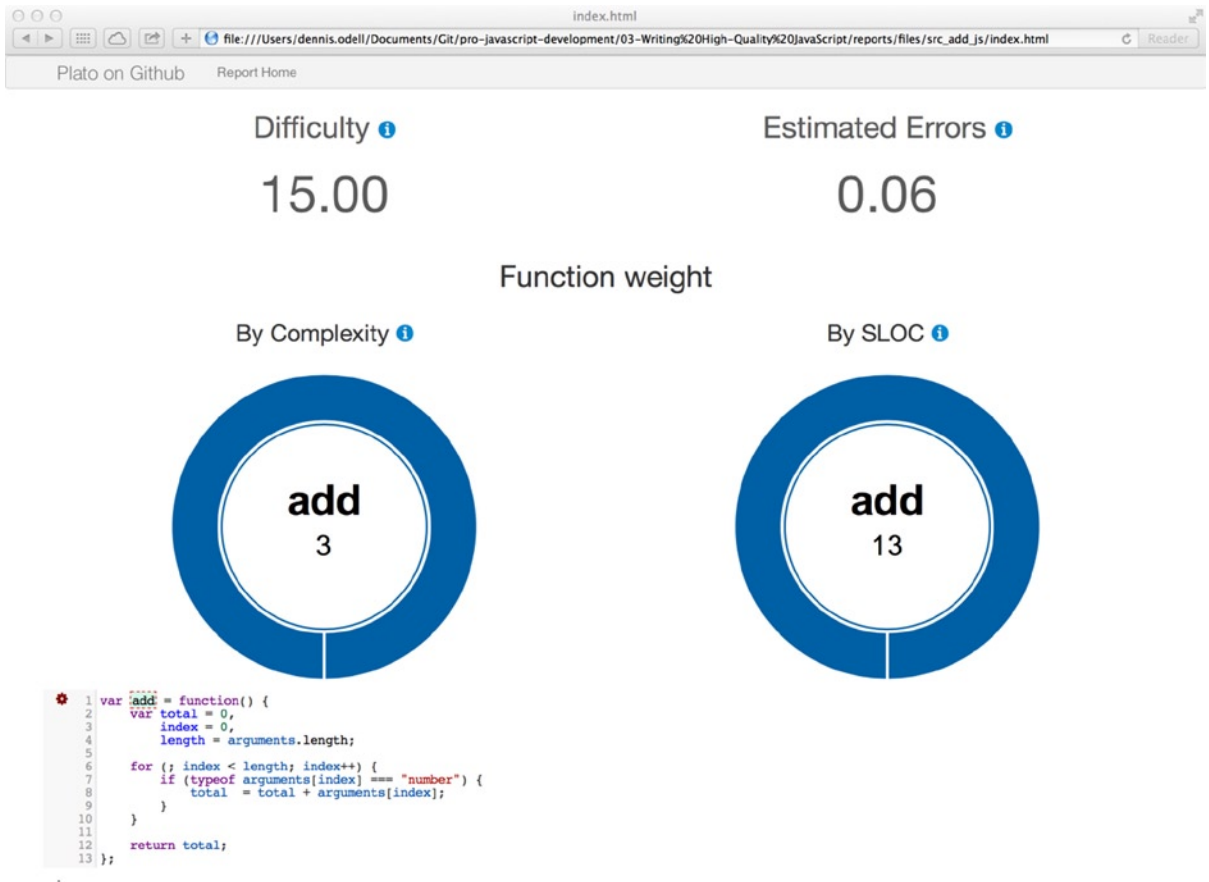 index.html
file:///Users/dennis.odell/Documents/Git/pro-javascript-development/03-Writing%20High-Quality%20JavaScript/reports/files/src_add_js/index.html
Reader
Plato on Github Report Home
Difficulty
Estimated Errors
15.00
0.06
Function weight
By Complexity
By SLOC
add
3
add
13
1 var add = function() {
2     var total = 0,
3         index = 0,
4         length = arguments.length;
5
6     for (; index < length; index++) {
7         if (typeof arguments[index] === "number") {
8             total  = total + arguments[index];
9         }
10     }
11
12     return total;
13 };